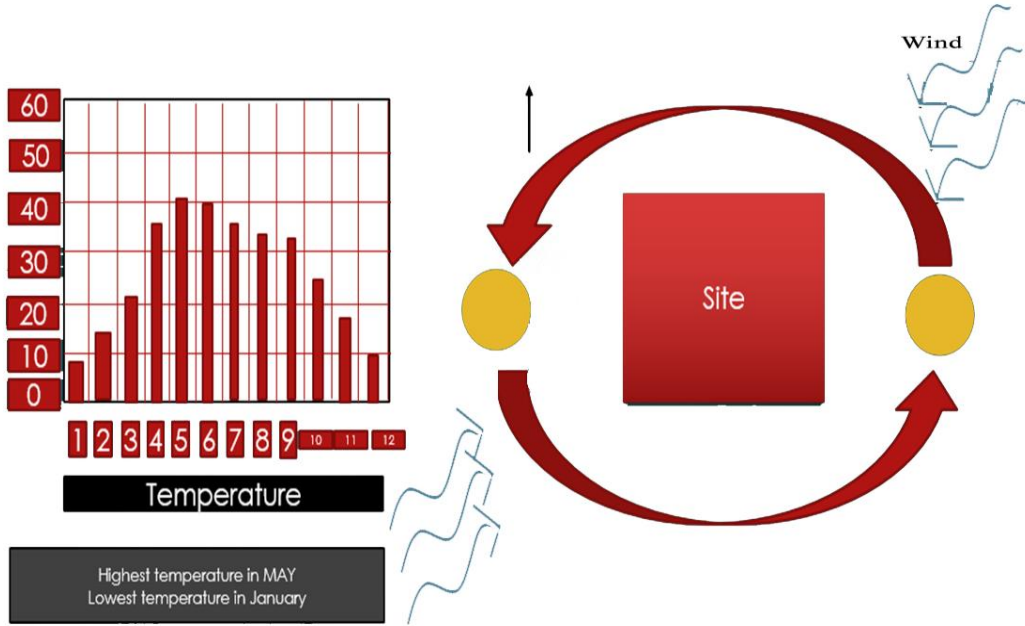 Wind
60
50
40
30
20
10
0
Site
1 2 3 4 5 6 7 8 9 10 11 12
Temperature
Highest temperature in MAY
Lowest temperature in January